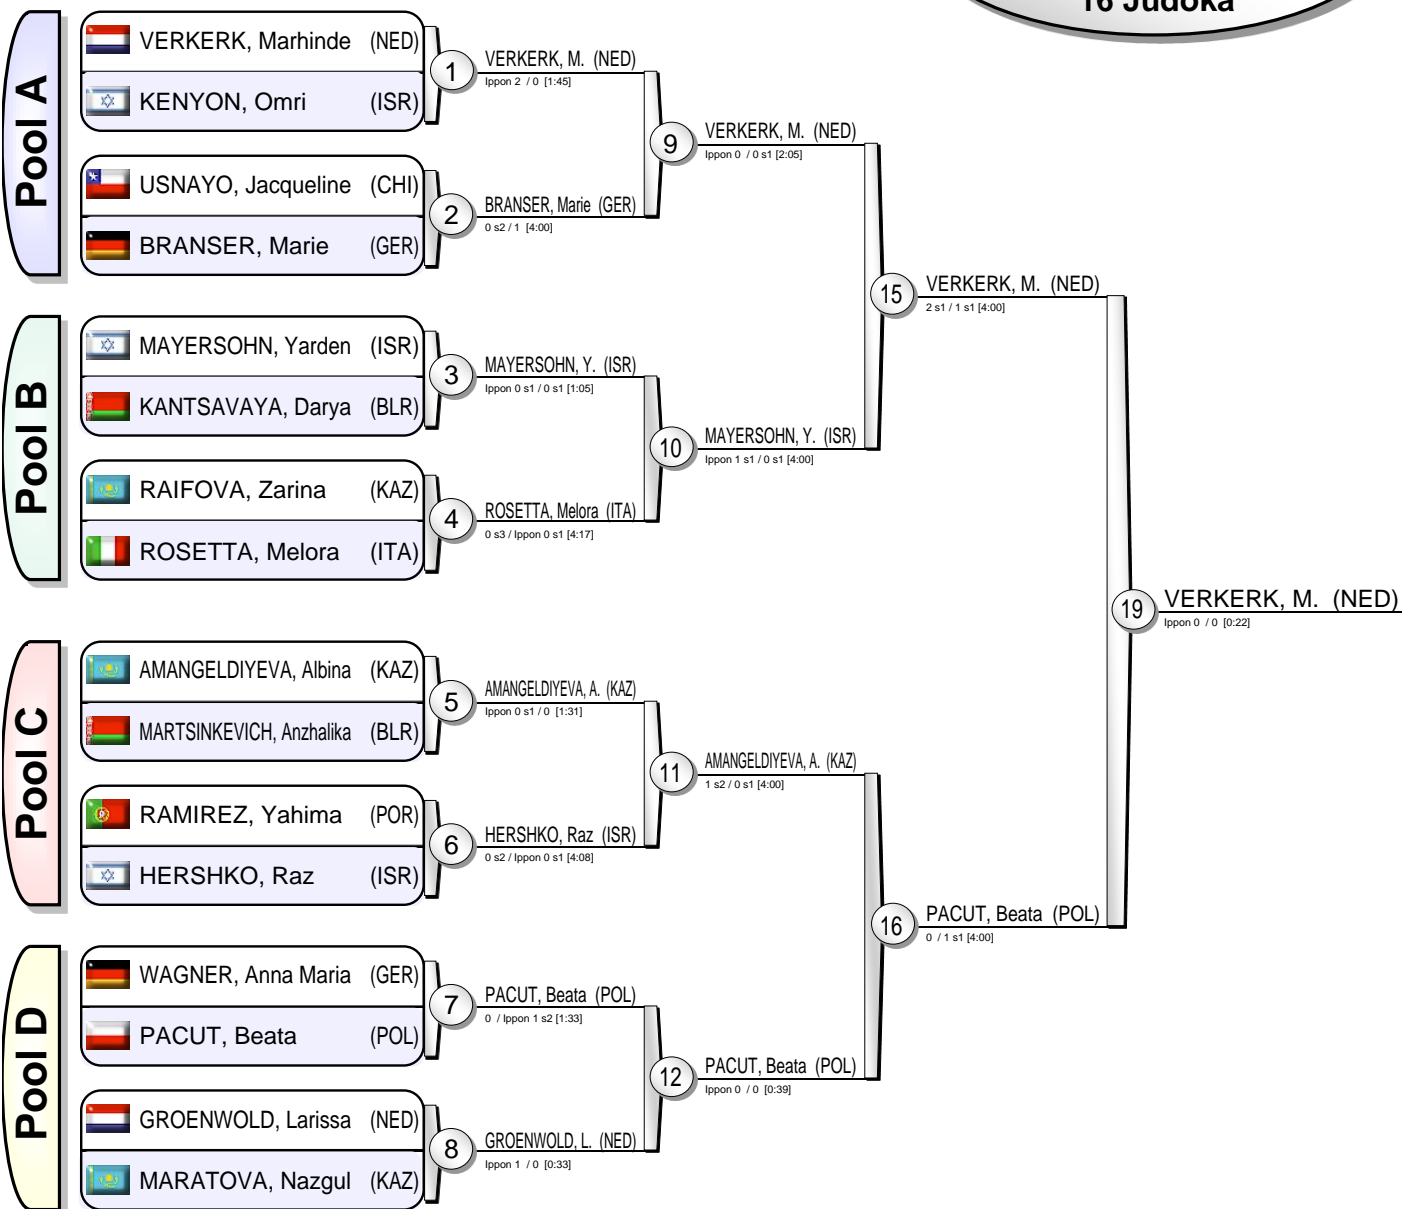 16 Judoka
Pool A
VERKERK, Marhinde (NED)
KENYON, Omri (ISR)
USNAYO, Jacqueline (CHI)
BRANSER, Marie (GER)
1
VERKERK, M. (NED)
Ippon 2 / 0 [1:45]
2
BRANSER, Marie (GER)
0 s2 / 1 [4:00]
9
VERKERK, M. (NED)
Ippon 0 / 0 s1 [2:05]
Pool B
MAYERSOHN, Yarden (ISR)
KANTSAVAYA, Darya (BLR)
RAIFOVA, Zarina (KAZ)
ROSETTA, Melora (ITA)
3
MAYERSOHN, Y. (ISR)
Ippon 0 s1 / 0 s1 [1:05]
4
ROSETTA, Melora (ITA)
0 s3 / Ippon 0 s1 [4:17]
10
MAYERSOHN, Y. (ISR)
Ippon 1 s1 / 0 s1 [4:00]
15
VERKERK, M. (NED)
2 s1 / 1 s1 [4:00]
Pool C
AMANGELDIYEVA, Albina (KAZ)
MARTSINKEVICH, Anzhalika (BLR)
RAMIREZ, Yahima (POR)
HERSHKO, Raz (ISR)
5
AMANGELDIYEVA, A. (KAZ)
Ippon 0 s1 / 0 [1:31]
6
HERSHKO, Raz (ISR)
0 s2 / Ippon 0 s1 [4:08]
11
AMANGELDIYEVA, A. (KAZ)
1 s2 / 0 s1 [4:00]
Pool D
WAGNER, Anna Maria (GER)
PACUT, Beata (POL)
GROENWOLD, Larissa (NED)
MARATOVA, Nazgul (KAZ)
7
PACUT, Beata (POL)
0 / Ippon 1 s2 [1:33]
8
GROENWOLD, L. (NED)
Ippon 1 / 0 [0:33]
12
PACUT, Beata (POL)
Ippon 0 / 0 [0:39]
16
PACUT, Beata (POL)
0 / 1 s1 [4:00]
19
VERKERK, M. (NED)
Ippon 0 / 0 [0:22]